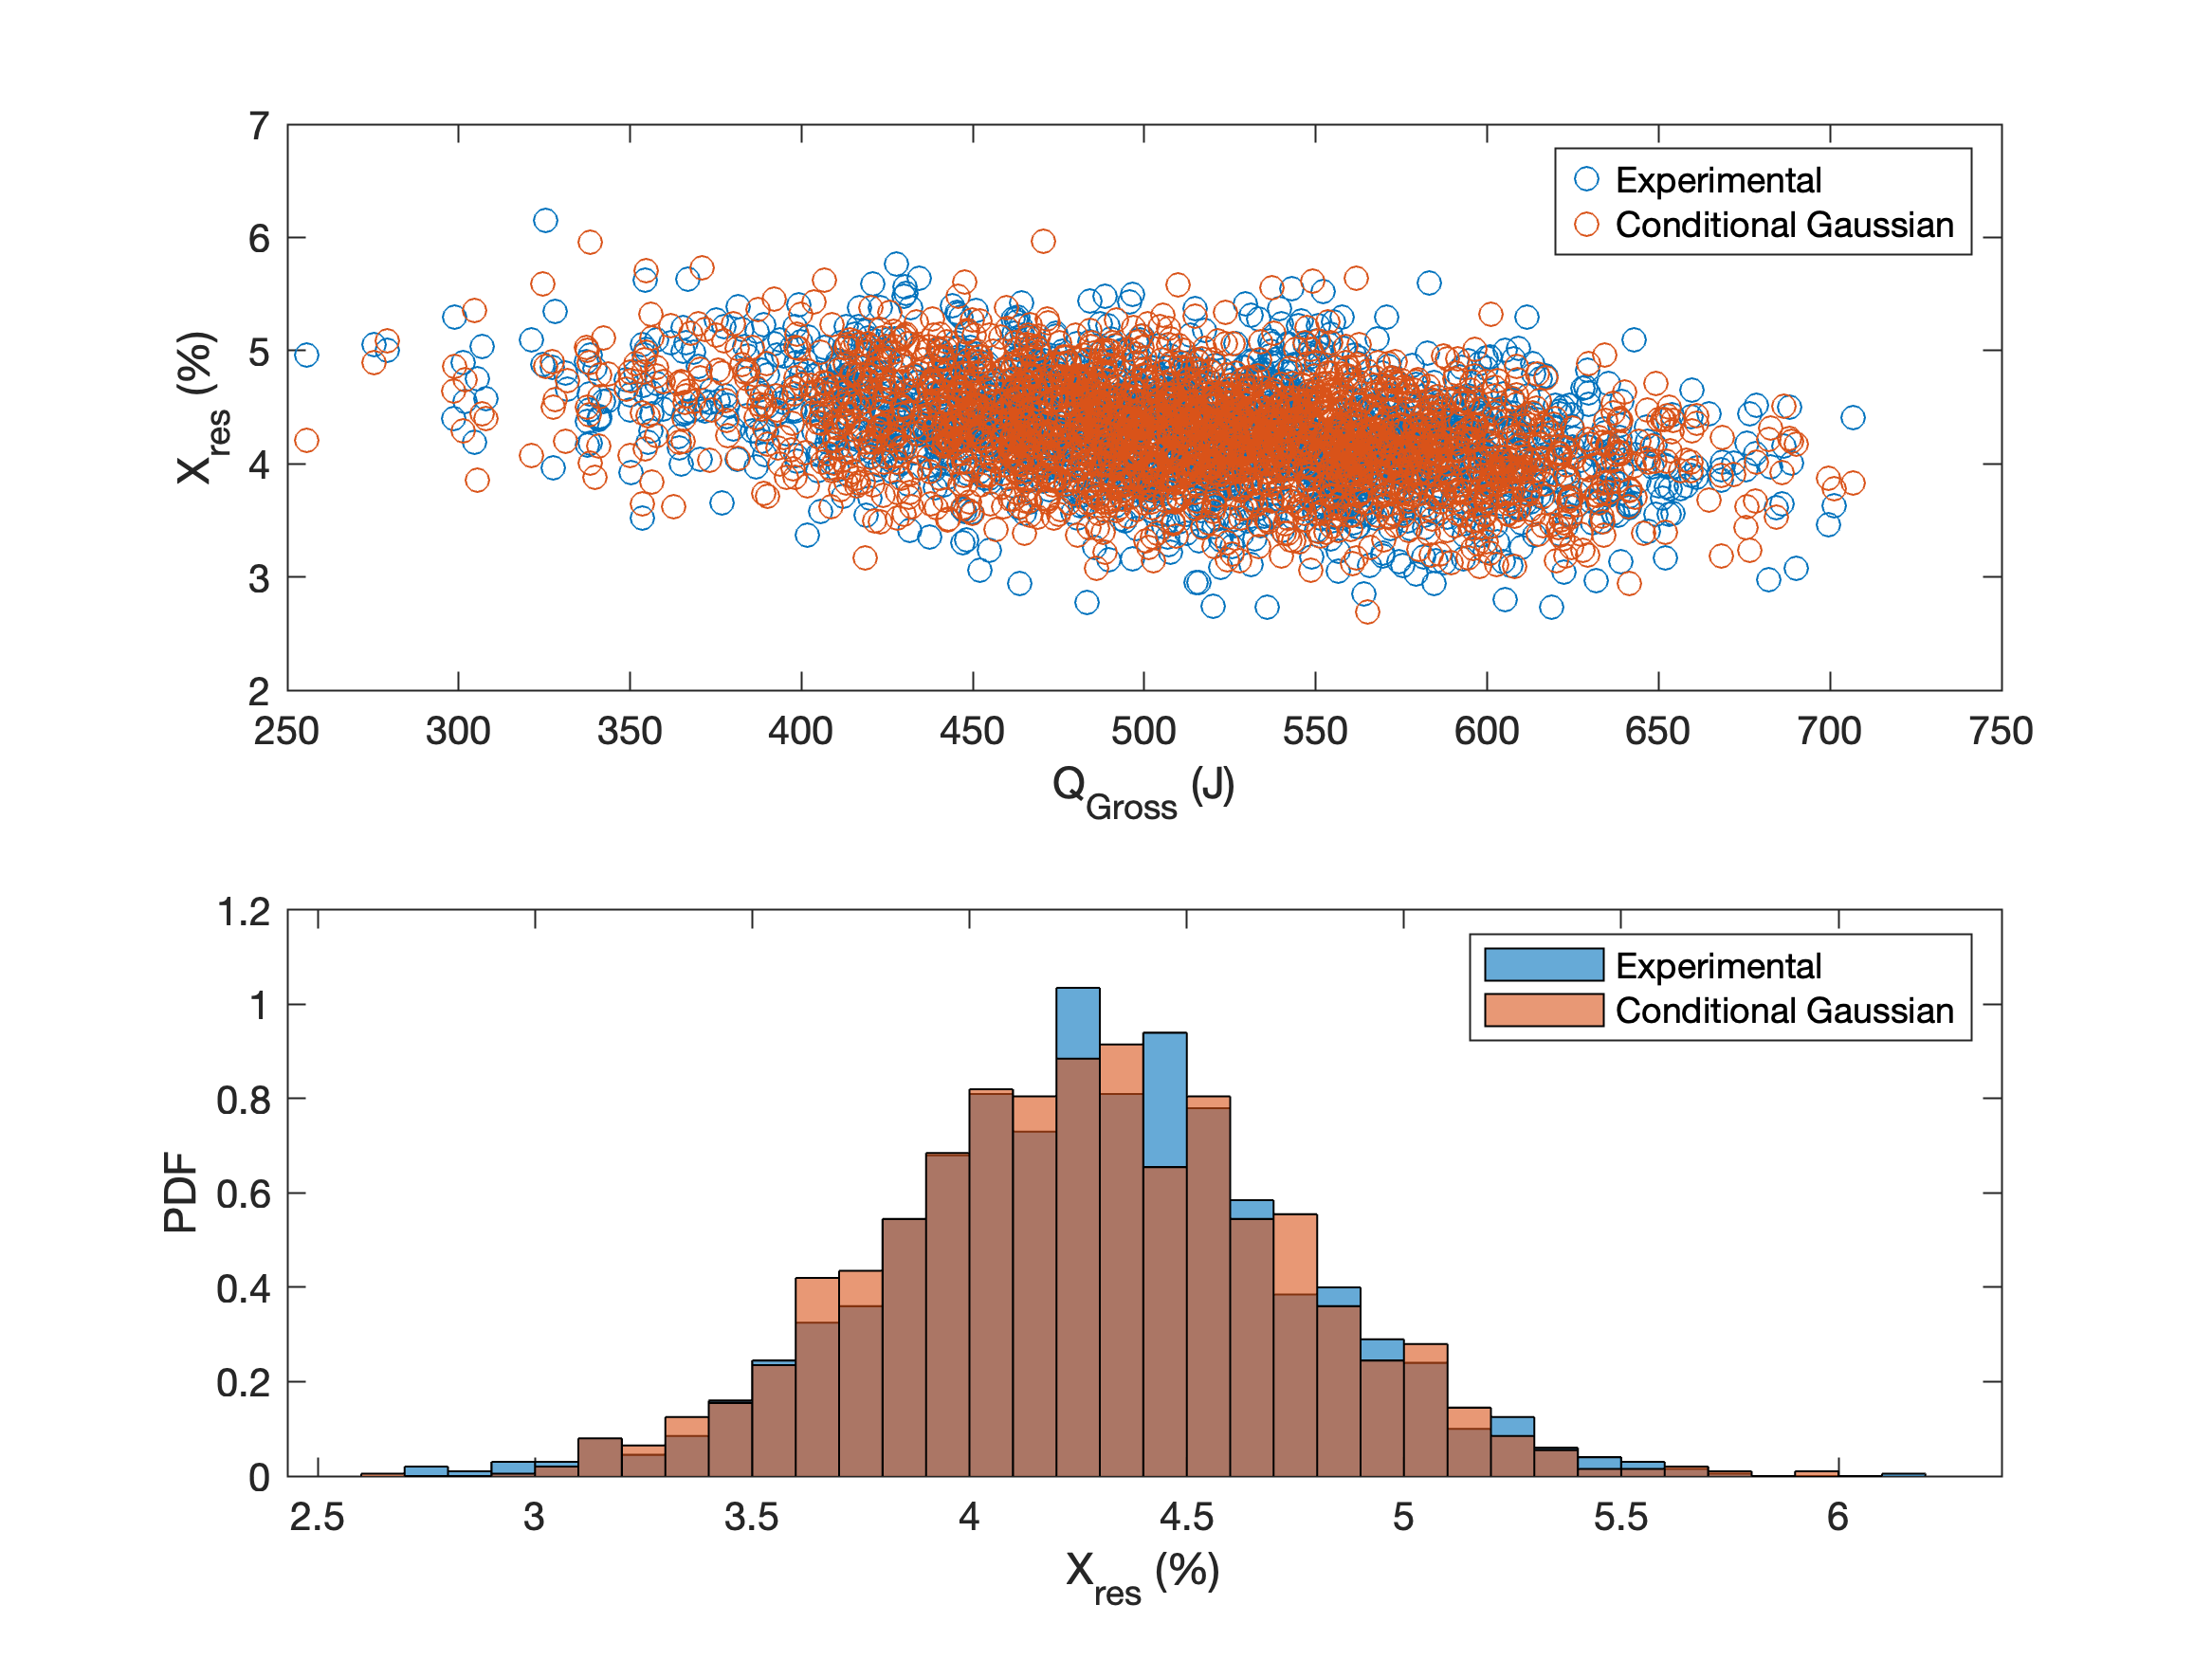 7
6
5
4
3
2
X_res (%)
Experimental
Conditional Gaussian
250 300 350 400 450 500 550 600 650 700 750
Q_Gross (J)
1.2
1
0.8
0.6
0.4
0.2
0
PDF
Experimental
Conditional Gaussian
2.5 3 3.5 4 4.5 5 5.5 6
X_res (%)